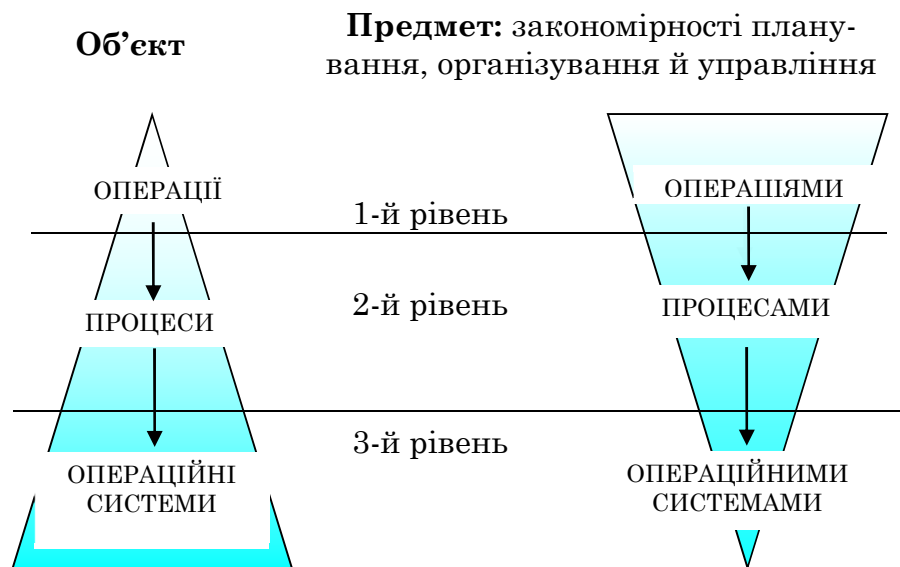 Об’єкт
Предмет: закономірності плану-
вання, організування й управління
ОПЕРАЦІЇ
ОПЕРАШЯМИ
1-й рівень
2-й рівень
ПРОЦЕСИ
ПРОЦЕСАМИ
3-й рівень
ОПЕРАЦІЙНІ
СИСТЕМИ
ОПЕРАЦІЙНИМИ
СИСТЕМАМИ